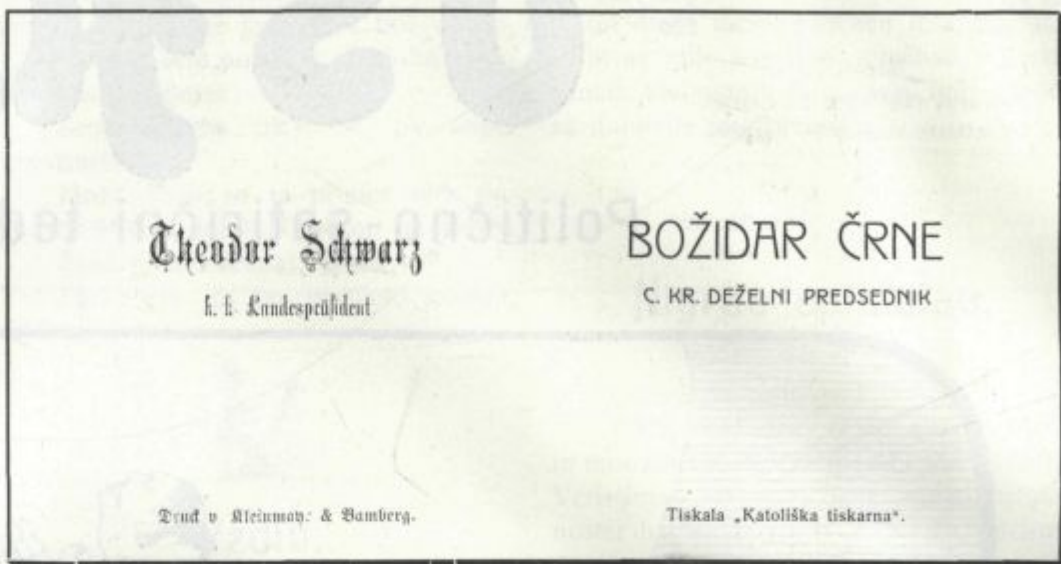 Theodor Schwarz
k. k. Landespräsident
Druck v Kleinmayr & Bamberg.
BOŽIDAR ČRNE
C. KR. DEŽELNI PREDSEDNIK
Tiskala „Katoliška tiskarna“.